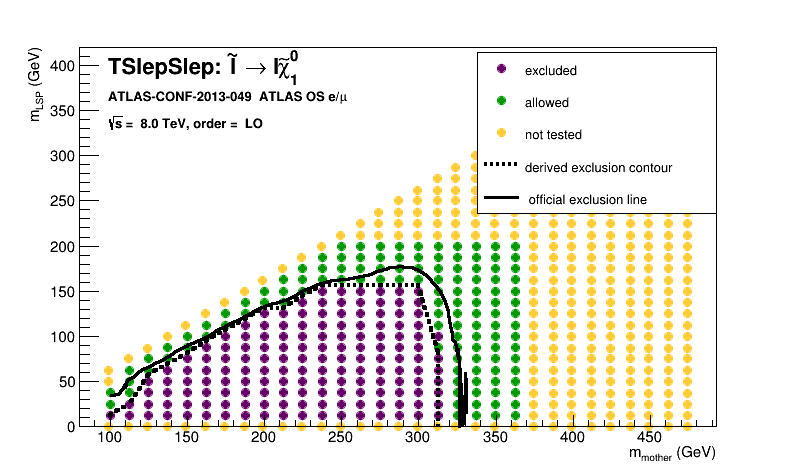 TSlepSlep: l̃ → lχ̃₁⁰
ATLAS-CONF-2013-049 ATLAS OS e/μ
√s = 8.0 TeV, order = LO
excluded
allowed
not tested
derived exclusion contour
official exclusion line
m_LSP (GeV)
400
350
300
250
200
150
100
50
0
100 150 200 250 300 350 400 450
m_mother (GeV)